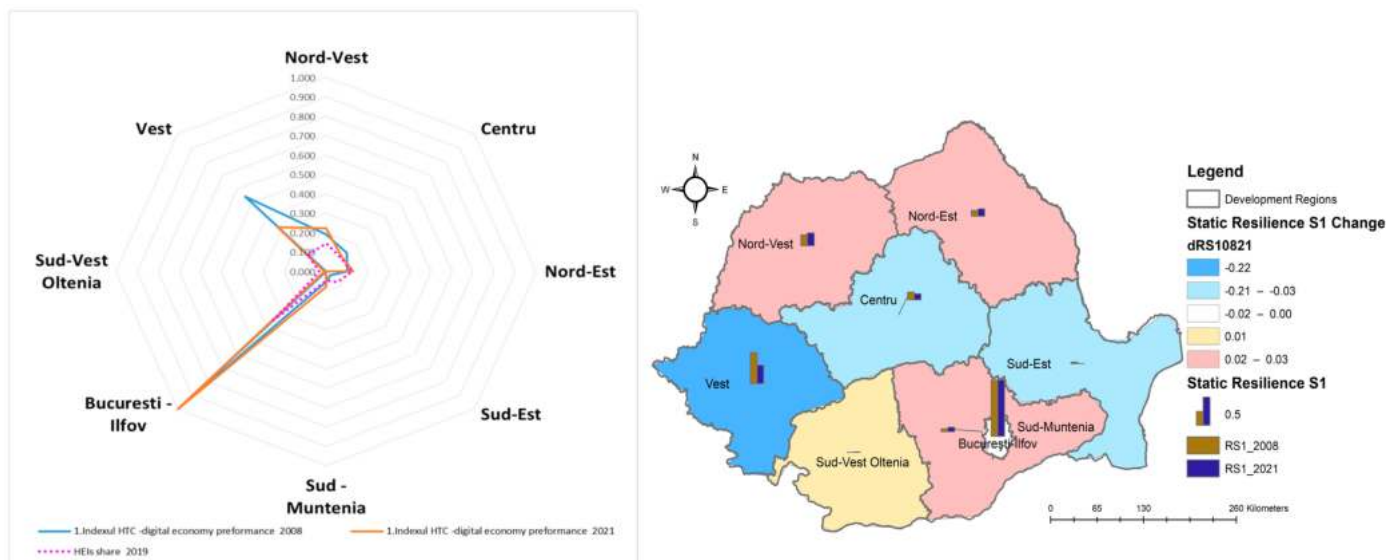 Nord-Vest
1.000
0.900
0.800
0.700
0.600
0.500
0.400
0.300
0.200
0.100
0.000
Centru
Nord-Est
Sud-Est
Sud -
Muntenia
Bucuresti -
Ilfov
Sud-Vest
Oltenia
Vest
1.Indexul HTC -digital economy preformance 2008
1.Indexul HTC -digital economy preformance 2021
HEIs share 2019
N
W
E
S
Nord-Est
Nord-Vest
Centru
Sud-Est
Vest
Sud-Muntenia
București-Ilfov
Sud-Vest Oltenia
Legend
Development Regions
Static Resilience S1 Change
dRS10821
-0.22
-0.21 – -0.03
-0.02 – 0.00
0.01
0.02 – 0.03
Static Resilience S1
0.5
RS1_2008
RS1_2021
0 65 130 260 Kilometers